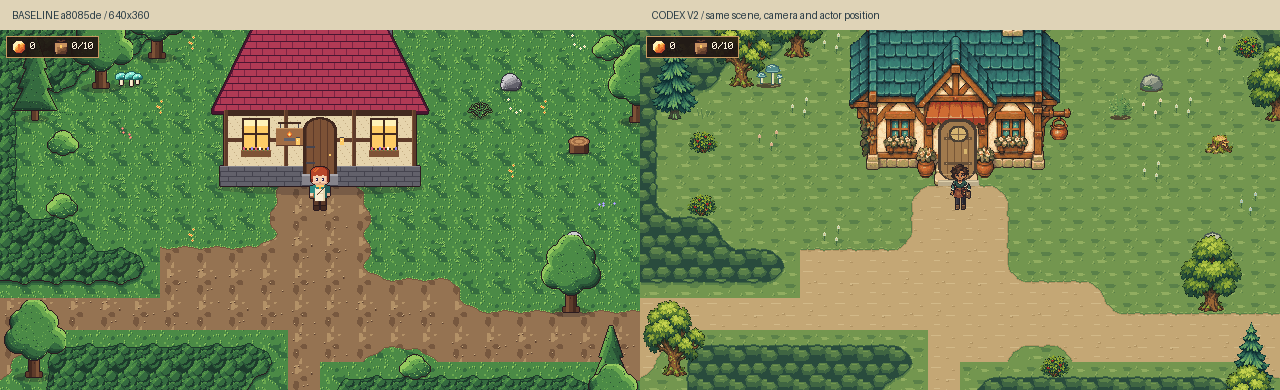 BASELINE a8085de / 640x360
CODEX V2 / same scene, camera and actor position
0 0/10
0 0/10